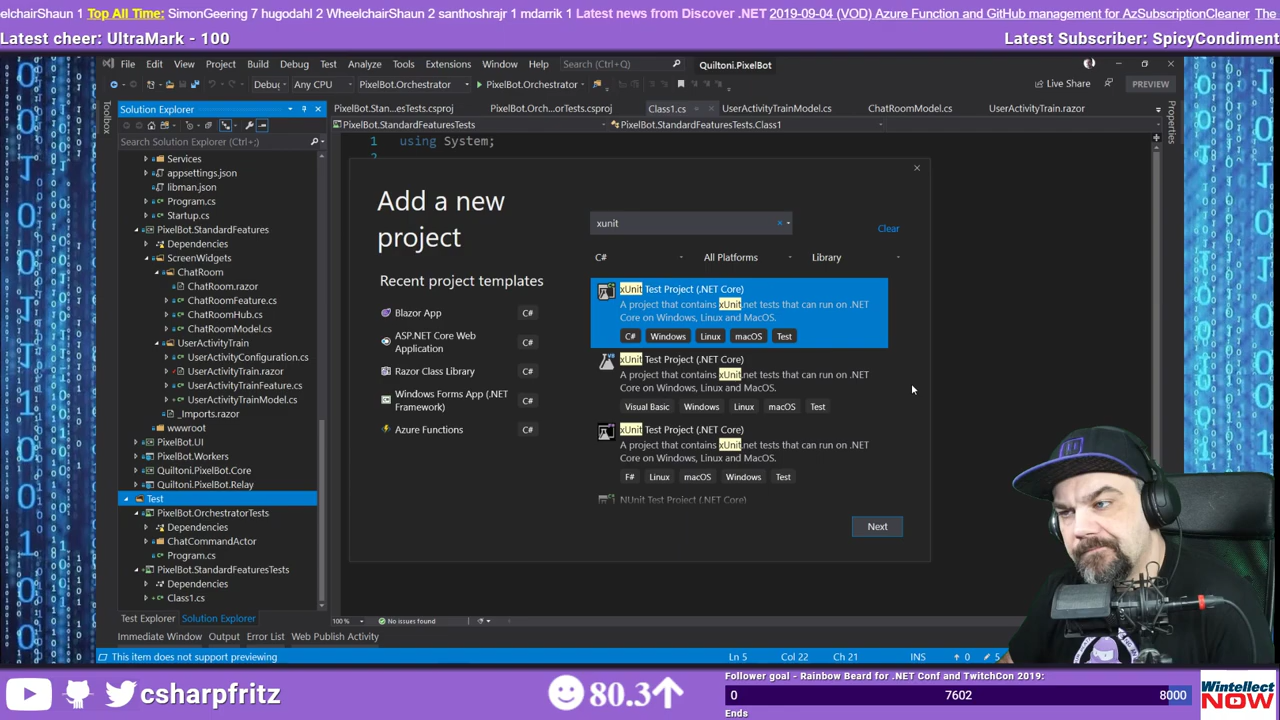 elchairShaun 1 Top All Time: SimonGeering 7 hugodahl 2 WheelchairShaun 2 santhoshrajr 1 mdarrik 1 Latest news from Discover .NET 2019-09-04 (VOD) Azure Function and GitHub management for AzSubscriptionCleaner The
Latest cheer: UltraMark - 100
Latest Subscriber: SpicyCondiment
File Edit View Project Build Debug Test Analyze Tools Extensions Window Help Search (Ctrl+Q) Quiltoni.PixelBot
Debug Any CPU PixelBot.Orchestrator PixelBot.Orchestrator Live Share PREVIEW
Toolbox
Solution Explorer
Search Solution Explorer (Ctrl+;)
Services
appsettings.json
libman.json
Program.cs
Startup.cs
PixelBot.StandardFeatures
Dependencies
ScreenWidgets
ChatRoom
ChatRoom.razor
ChatRoomFeature.cs
ChatRoomHub.cs
ChatRoomModel.cs
UserActivityTrain
UserActivityConfiguration.cs
UserActivityTrain.razor
UserActivityTrainFeature.cs
UserActivityTrainModel.cs
_Imports.razor
wwwroot
PixelBot.UI
PixelBot.Workers
Quiltoni.PixelBot.Core
Quiltoni.PixelBot.Relay
Test
PixelBot.OrchestratorTests
Dependencies
ChatCommandActor
Program.cs
PixelBot.StandardFeaturesTests
Dependencies
Class1.cs
Test Explorer Solution Explorer
PixelBot.Stan...esTests.csproj PixelBot.Orch...orTests.csproj Class1.cs UserActivityTrainModel.cs ChatRoomModel.cs UserActivityTrain.razor
PixelBot.StandardFeaturesTests PixelBot.StandardFeaturesTests.Class1
Properties
1 using System;
2
Add a new
project
Recent project templates
Blazor App C#
ASP.NET Core Web
Application C#
Razor Class Library C#
Windows Forms App (.NET
Framework) C#
Azure Functions C#
xunit
Clear
C# All Platforms Library
xUnit Test Project (.NET Core)
A project that contains xUnit.net tests that can run on .NET
Core on Windows, Linux and MacOS.
C# Windows Linux macOS Test
xUnit Test Project (.NET Core)
A project that contains xUnit.net tests that can run on .NET
Core on Windows, Linux and MacOS.
Visual Basic Windows Linux macOS Test
xUnit Test Project (.NET Core)
A project that contains xUnit.net tests that can run on .NET
Core on Windows, Linux and MacOS.
F# Linux macOS Windows Test
NUnit Test Project (.NET Core)
Next
100 % No issues found
Immediate Window Output Error List Web Publish Activity
This item does not support previewing Ln 5 Col 22 Ch 21 INS 0 5
csharpfritz
80.3
Follower goal - Rainbow Beard for .NET Conf and TwitchCon 2019:
0 7602 8000
Ends
Wintellect
NOW